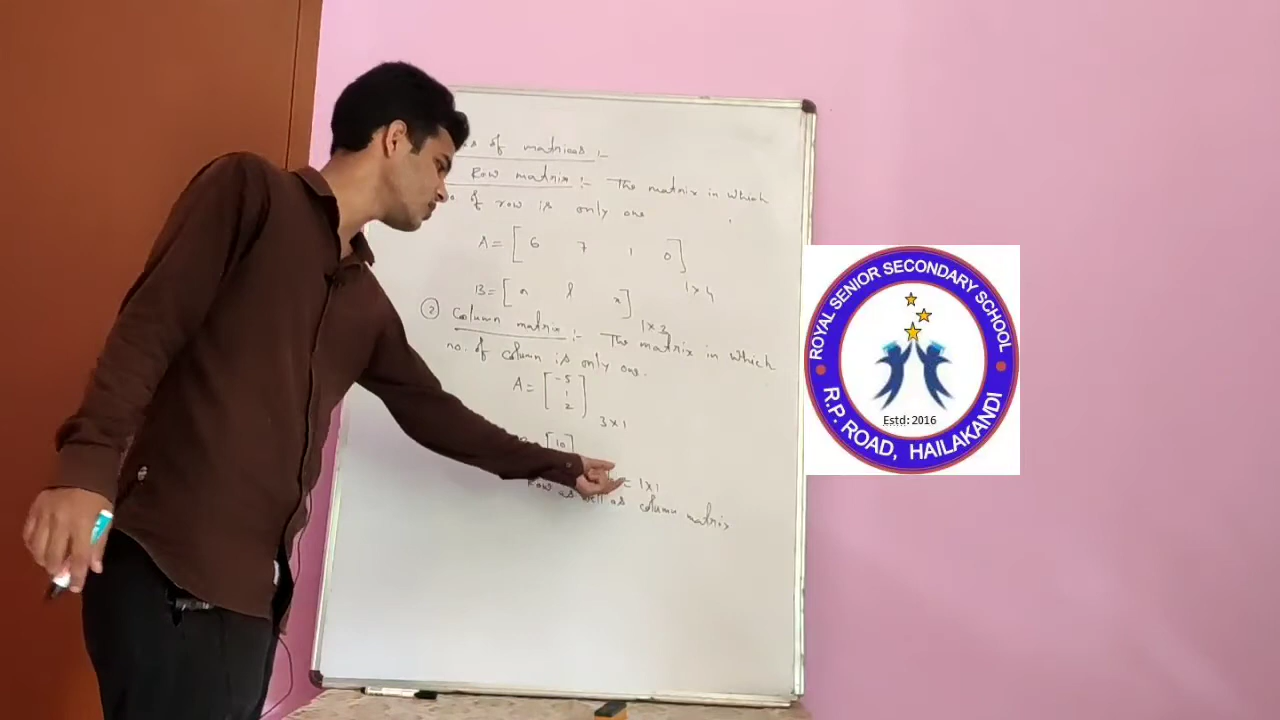 of matrices :-
Row matrix :- The matrix in which
no. of row is only one
A = [ 6 7 1 0 ]
1 × 4
B = [ x ]
1 × 3
② Column matrix :- The matrix in which
no. of column is only one.
A = [ -5
1
2 ]
3 × 1
[ 10
= 1×1
Row as well as column matrix
ROYAL SENIOR SECONDARY SCHOOL
Estd: 2016
R.P. ROAD, HAILAKANDI